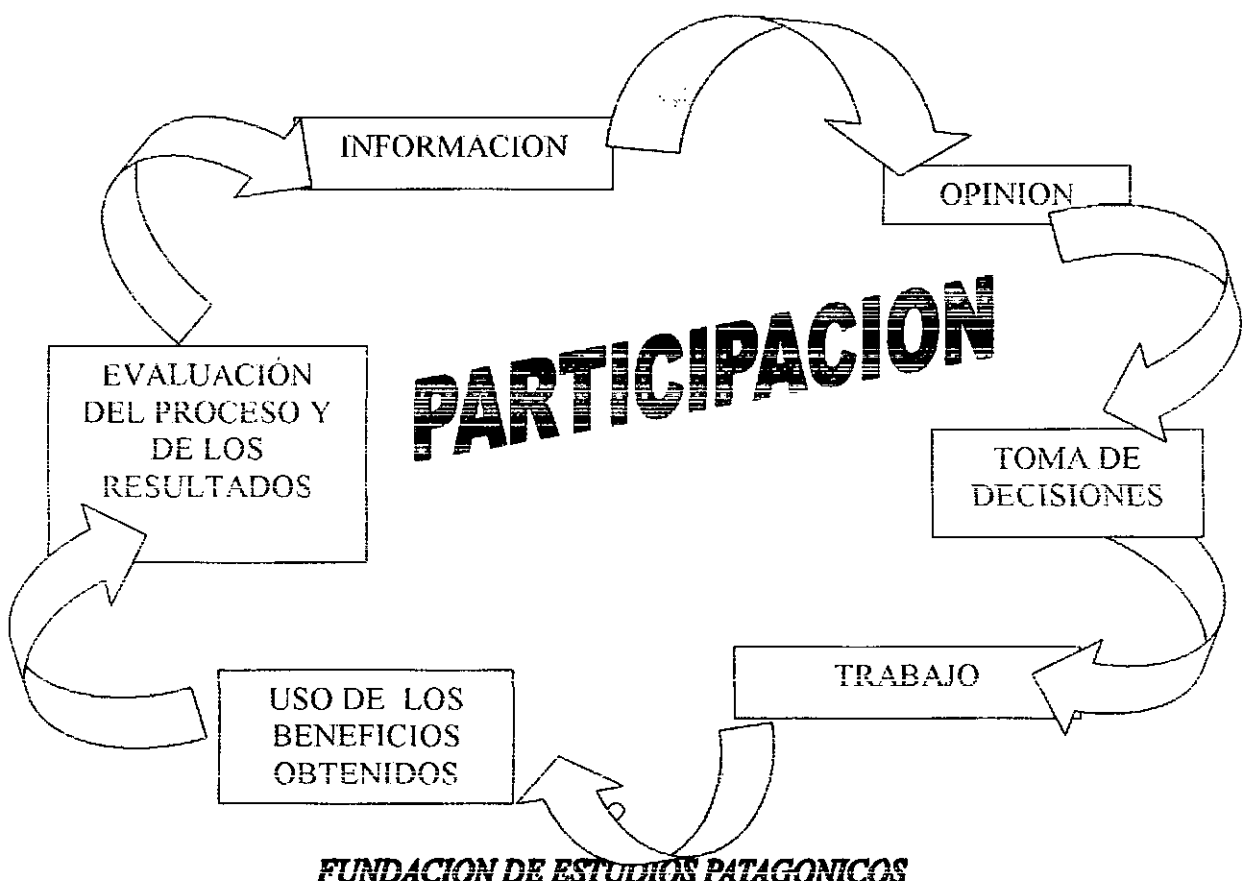 INFORMACION
OPINION
PARTICIPACION
EVALUACIÓN
DEL PROCESO Y
DE LOS
RESULTADOS
TOMA DE
DECISIONES
TRABAJO
USO DE LOS
BENEFICIOS
OBTENIDOS
FUNDACION DE ESTUDIOS PATAGONICOS